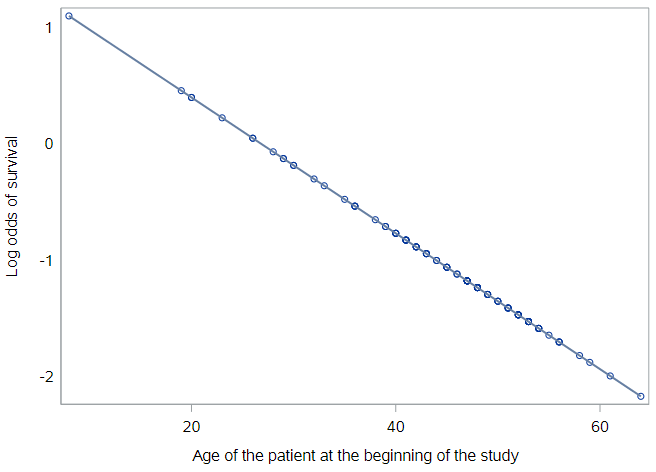 1
0
-1
-2
Log odds of survival
20 40 60
Age of the patient at the beginning of the study